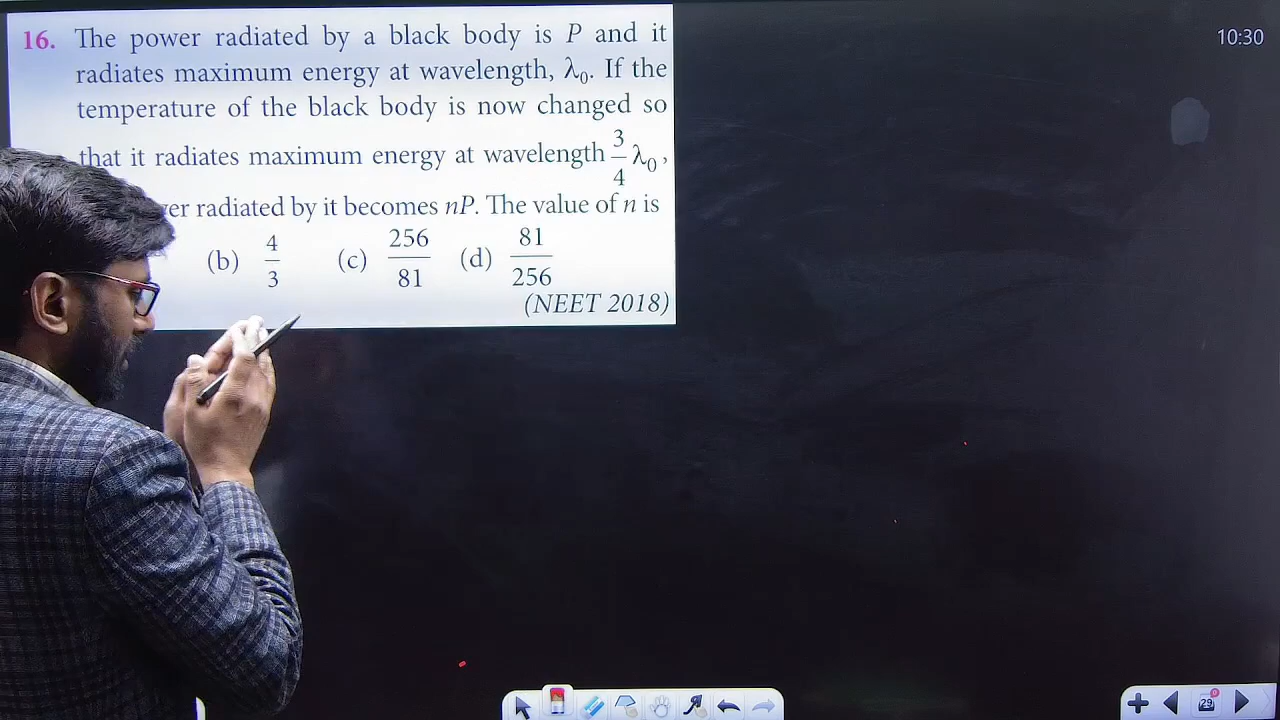 16. The power radiated by a black body is P and it
radiates maximum energy at wavelength, λ₀. If the
temperature of the black body is now changed so
that it radiates maximum energy at wavelength 3/4 λ₀,
radiated by it becomes nP. The value of n is
(b) 4/3 (c) 256/81 (d) 81/256
(NEET 2018)
10:30
29